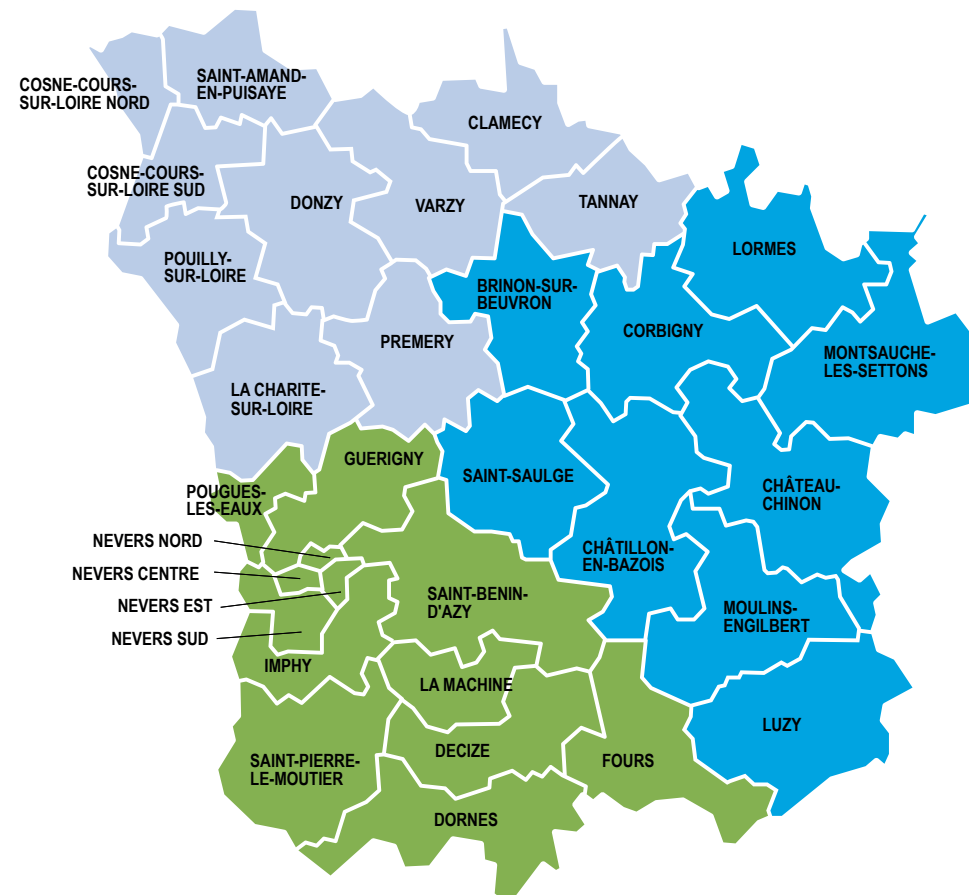 COSNE-COURS-
SUR-LOIRE NORD
SAINT-AMAND-
EN-PUISAYE
CLAMECY
COSNE-COURS-
SUR-LOIRE SUD
DONZY
VARZY
TANNAY
LORMES
POUILLY-
SUR-LOIRE
BRINON-SUR-
BEUVRON
CORBIGNY
PREMERY
MONTSAUCHE-
LES-SETTONS
LA CHARITE-
SUR-LOIRE
GUERIGNY
SAINT-SAULGE
CHÂTEAU-
CHINON
POUGUES-
LES-EAUX
NEVERS NORD
CHÂTILLON-
EN-BAZOIS
NEVERS CENTRE
SAINT-BENIN-
D'AZY
NEVERS EST
MOULINS-
ENGILBERT
NEVERS SUD
IMPHY
LA MACHINE
LUZY
SAINT-PIERRE-
LE-MOUTIER
DECIZE
FOURS
DORNES